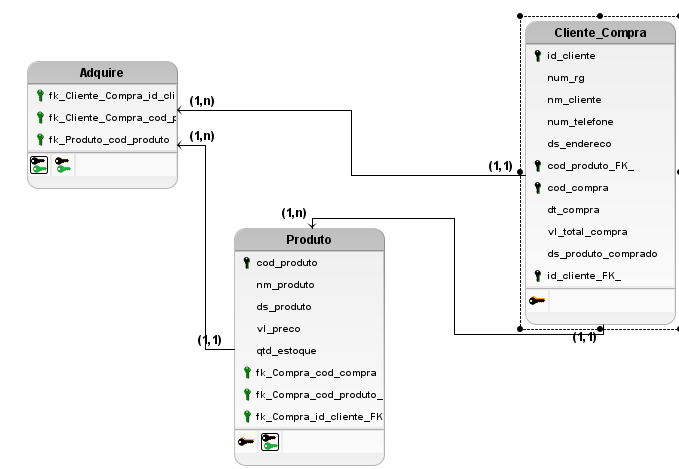 Cliente_Compra
id_cliente
num_rg
nm_cliente
num_telefone
ds_endereco
cod_produto_FK_
cod_compra
dt_compra
vl_total_compra
ds_produto_comprado
id_cliente_FK_
Adquire
fk_Cliente_Compra_id_cli
fk_Cliente_Compra_cod_p
fk_Produto_cod_produto
(1,n)
(1,n)
(1,1)
(1,n)
Produto
cod_produto
nm_produto
ds_produto
vl_preco
qtd_estoque
fk_Compra_cod_compra
fk_Compra_cod_produto_
fk_Compra_id_cliente_FK
(1,1)
(1,1)